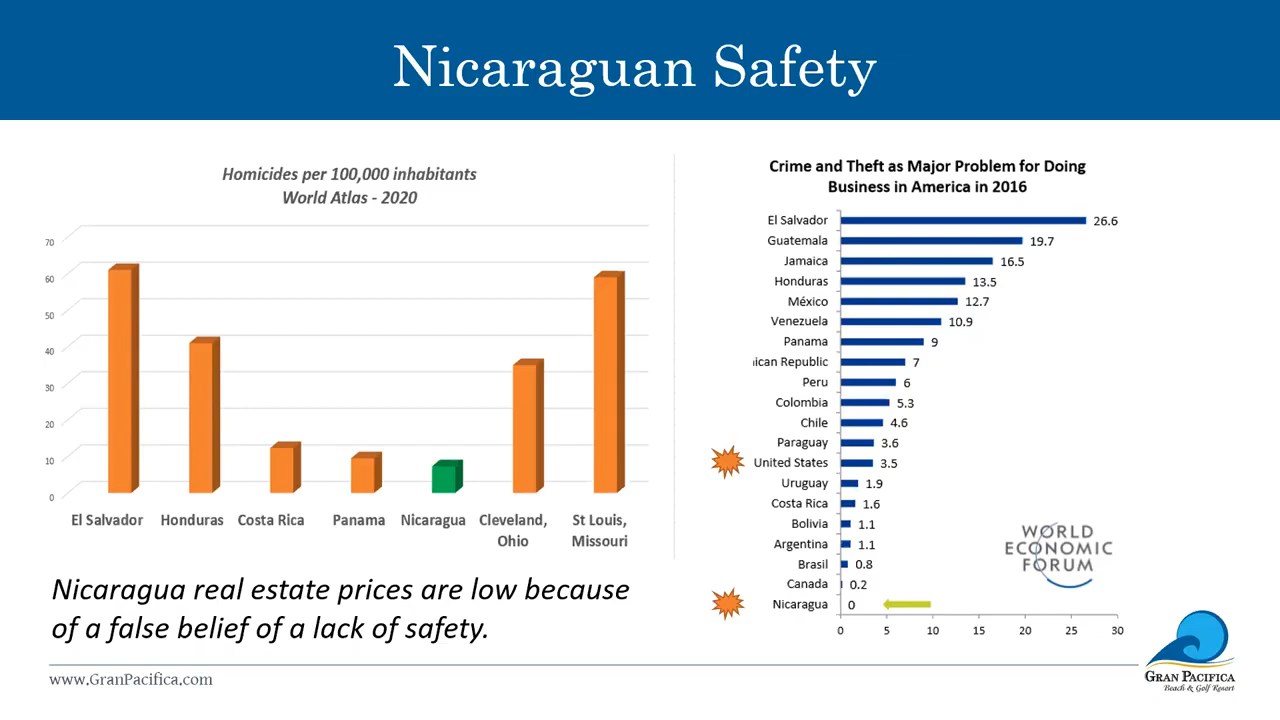 Nicaraguan Safety
Homicides per 100,000 inhabitants
World Atlas - 2020
70
60
50
40
30
20
10
0
El Salvador
Honduras
Costa Rica
Panama
Nicaragua
Cleveland,
Ohio
St Louis,
Missouri
Nicaragua real estate prices are low because
of a false belief of a lack of safety.
Crime and Theft as Major Problem for Doing
Business in America in 2016
El Salvador 26.6
Guatemala 19.7
Jamaica 16.5
Honduras 13.5
México 12.7
Venezuela 10.9
Panama 9
ican Republic 7
Peru 6
Colombia 5.3
Chile 4.6
Paraguay 3.6
United States 3.5
Uruguay 1.9
Costa Rica 1.6
Bolivia 1.1
Argentina 1.1
Brasil 0.8
Canada 0.2
Nicaragua 0
0 5 10 15 20 25 30
WORLD
ECONOMIC
FORUM
www.GranPacifica.com
GRAN PACIFICA
Beach & Golf Resort